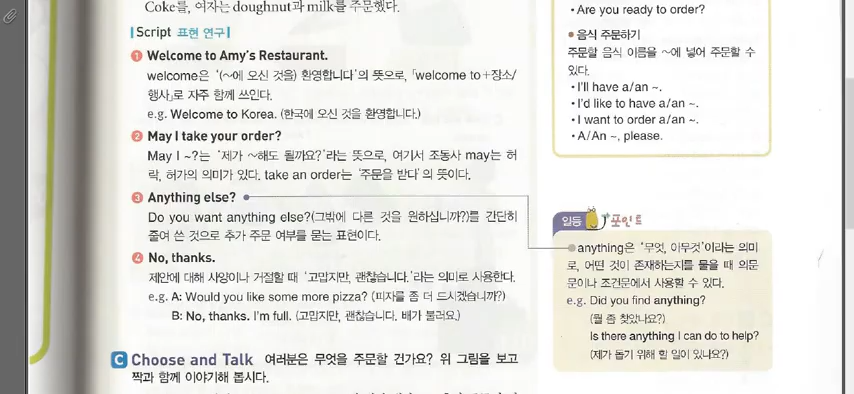 Coke를, 여자는 doughnut과 milk를 주문했다.
Script 표현 연구
1 Welcome to Amy's Restaurant.
welcome은 '(~에 오신 것을) 환영합니다'의 뜻으로, 「welcome to+장소/
행사」로 자주 함께 쓰인다.
e.g. Welcome to Korea. (한국에 오신 것을 환영합니다.)
2 May I take your order?
May I ~?는 '제가 ~해도 될까요?'라는 뜻으로, 여기서 조동사 may는 허
락, 허가의 의미가 있다. take an order는 '주문을 받다'의 뜻이다.
3 Anything else?
Do you want anything else?(그밖에 다른 것을 원하십니까?)를 간단히
줄여 쓴 것으로 추가 주문 여부를 묻는 표현이다.
4 No, thanks.
제안에 대해 사양이나 거절할 때 '고맙지만, 괜찮습니다.'라는 의미로 사용한다.
e.g. A: Would you like some more pizza? (피자를 좀 더 드시겠습니까?)
B: No, thanks. I'm full. (고맙지만, 괜찮습니다. 배가 불러요.)
C Choose and Talk 여러분은 무엇을 주문할 건가요? 위 그림을 보고
짝과 함께 이야기해 봅시다.
• Are you ready to order?
• 음식 주문하기
주문할 음식 이름을 ~에 넣어 주문할 수
있다.
• I'll have a/an ~.
• I'd like to have a/an ~.
• I want to order a/an ~.
• A/An ~, please.
일등 포인트
anything은 '무엇, 아무것'이라는 의미
로, 어떤 것이 존재하는지를 물을 때 의문
문이나 조건문에서 사용할 수 있다.
e.g. Did you find anything?
(뭘 좀 찾았나요?)
Is there anything I can do to help?
(제가 돕기 위해 할 일이 있나요?)